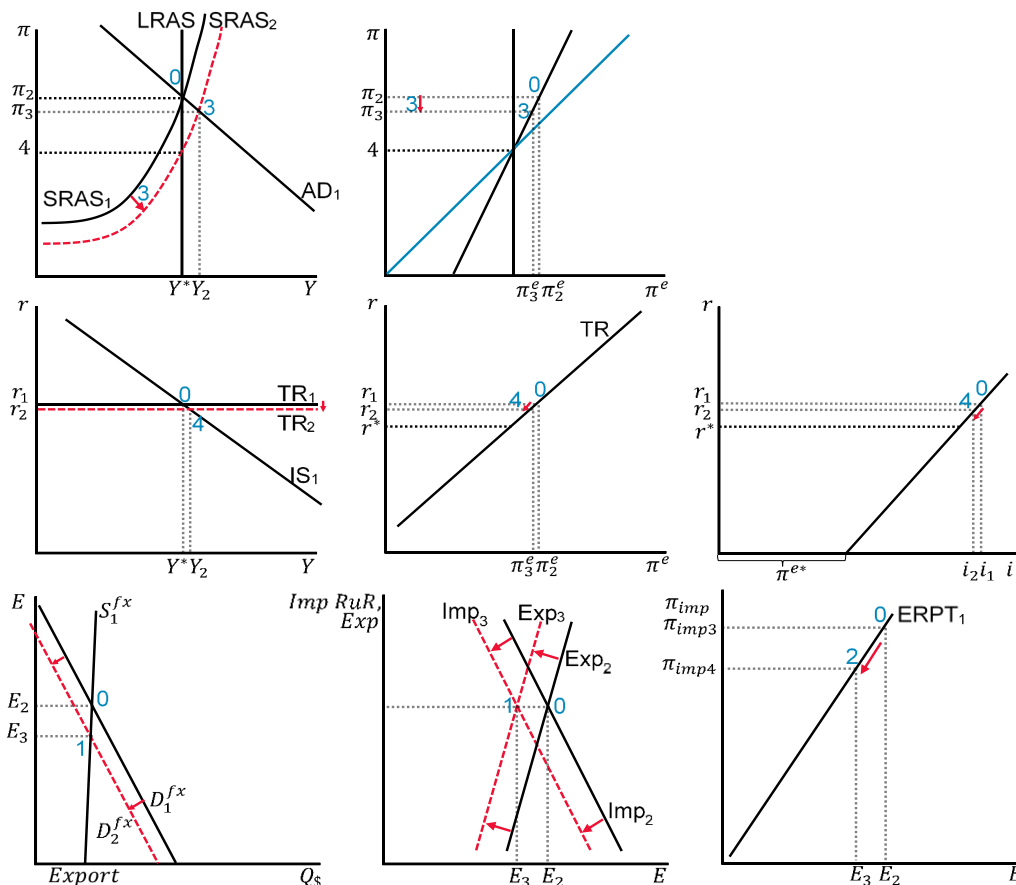 π
LRAS SRAS₂
0
π₂
π₃
3
4
SRAS₁
3
AD₁
Y* Y₂
Y
π
π₂
π₃
3
0
3
4
π₃ᵉ π₂ᵉ
πᵉ
r
r₁
r₂
0
TR₁
TR₂
4
IS₁
Y* Y₂
Y
r
TR
r₁
r₂
r*
4
0
π₃ᵉ π₂ᵉ
πᵉ
r
r₁
r₂
r*
4
0
πᵉ*
i₂ i₁
i
E
S₁ᶠˣ
E₂
0
E₃
1
D₁ᶠˣ
D₂ᶠˣ
Export
Q$
Imp RuR,
Exp
Imp₃
Exp₃
Exp₂
1
0
Imp₂
E₃ E₂
E
π_imp
π_imp3
0
ERPT₁
π_imp4
2
E₃ E₂
E